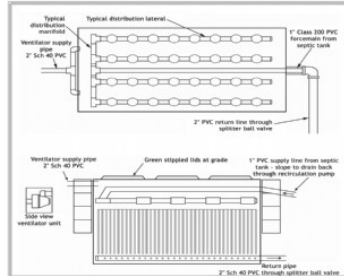 Typical
distribution
manifold
Typical distribution lateral
Ventilator supply
pipe
2" Sch 40 PVC
1" Class 200 PVC
forcemain from
septic tank
2" PVC return line through
splitter ball valve
Ventilator supply pipe
2" Sch 40 PVC
Green stippled lids at grade
1" PVC supply line from septic
tank - slope to drain back
through recirculation pump
Side view
ventilator unit
Return pipe
2" Sch 40 PVC through splitter ball valve